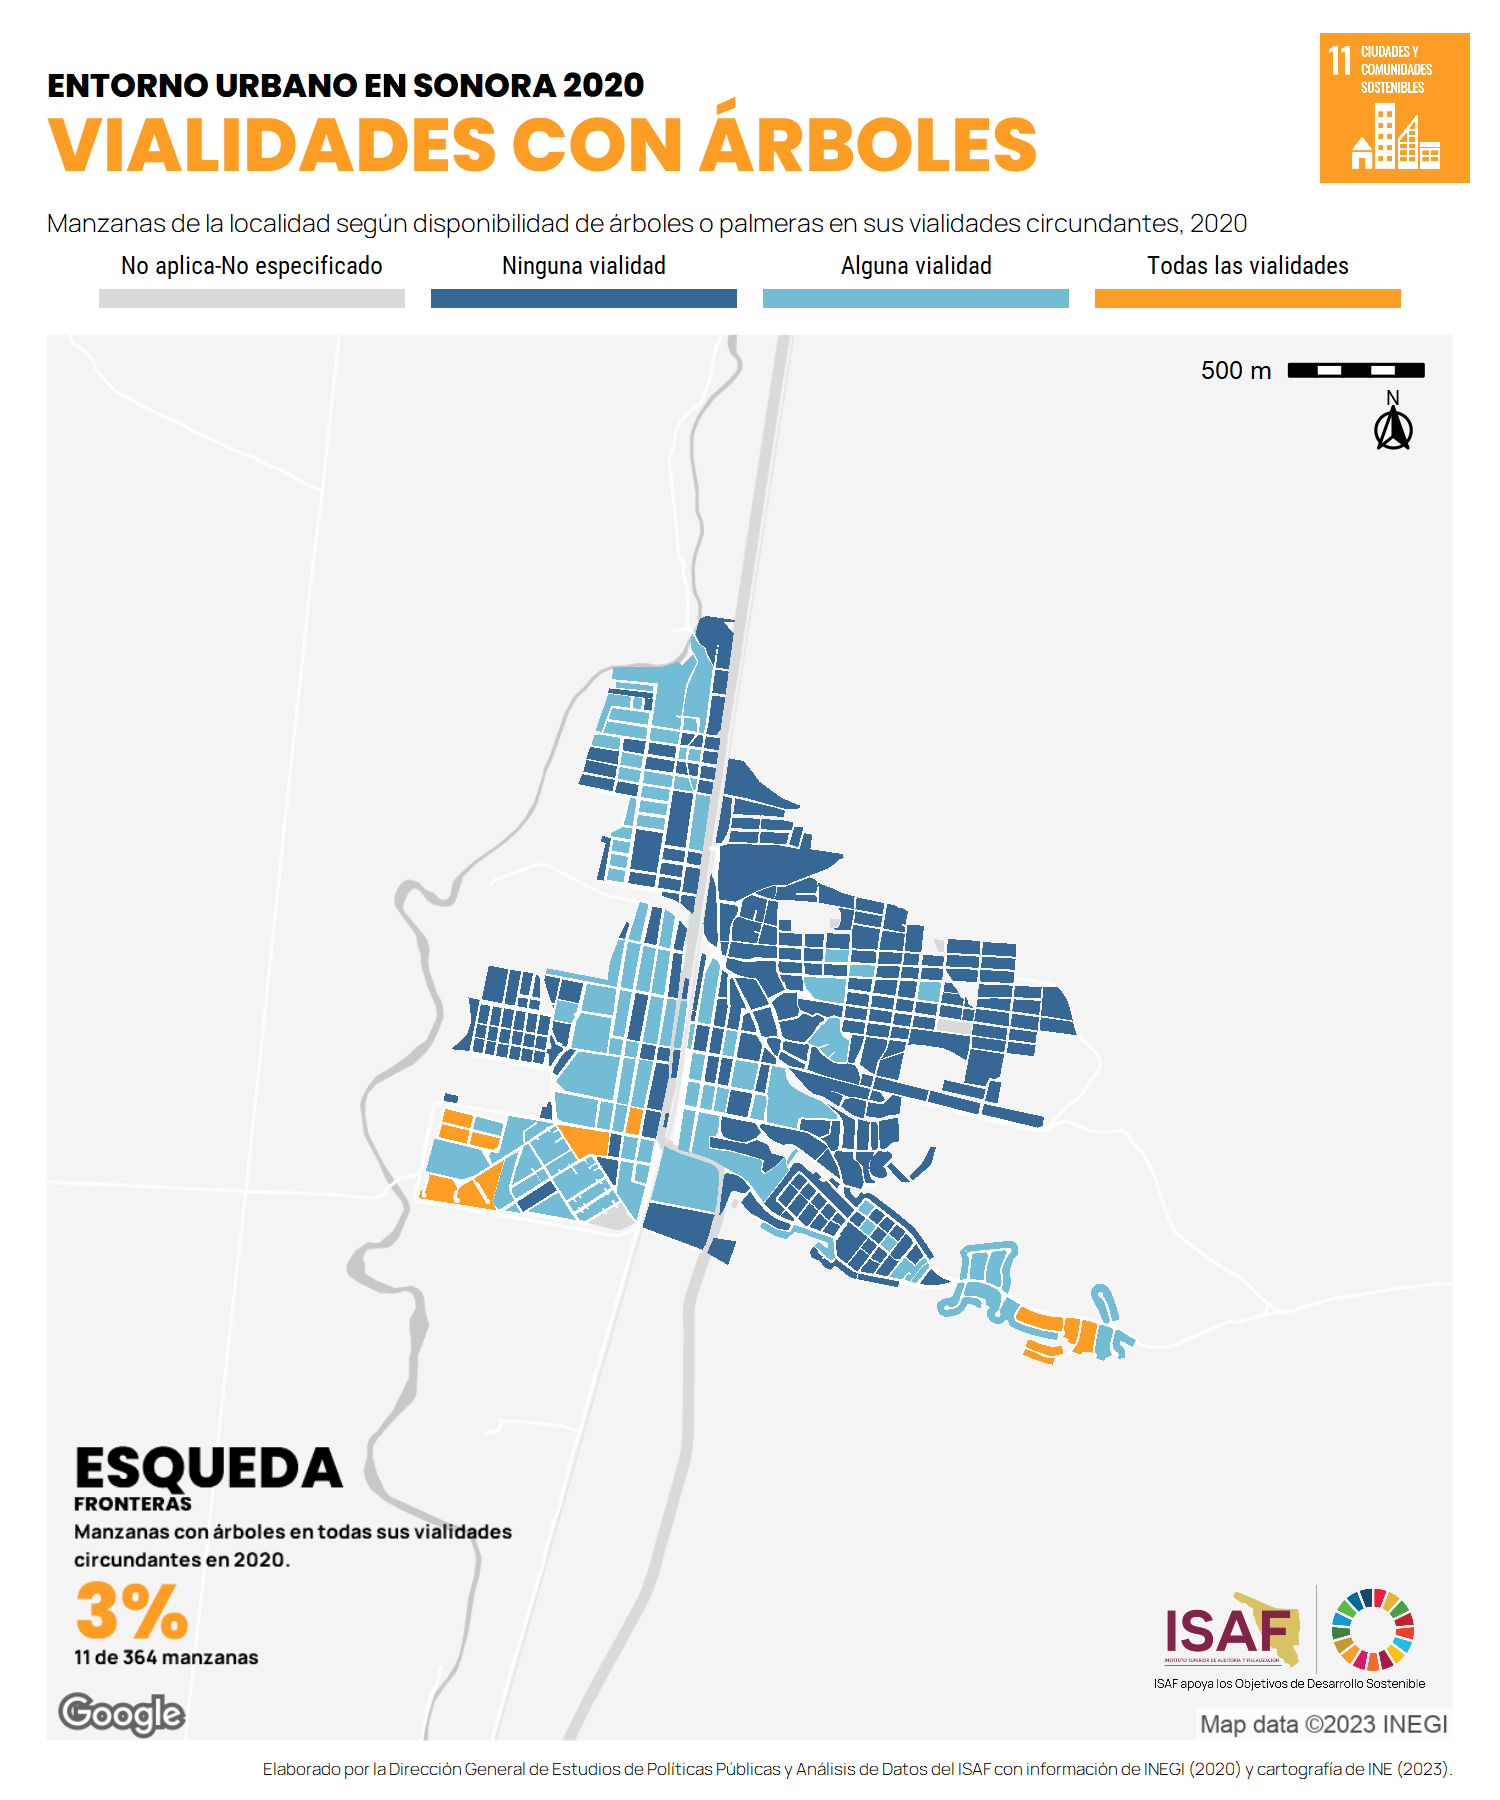 ENTORNO URBANO EN SONORA 2020
VIALIDADES CON ÁRBOLES
11 CIUDADES Y
COMUNIDADES
SOSTENIBLES
Manzanas de la localidad según disponibilidad de árboles o palmeras en sus vialidades circundantes, 2020
No aplica-No especificado
Ninguna vialidad
Alguna vialidad
Todas las vialidades
500 m
N
ESQUEDA
FRONTERAS
Manzanas con árboles en todas sus vialidades
circundantes en 2020.
3%
11 de 364 manzanas
Google
ISAF
INSTITUTO SUPERIOR DE AUDITORÍA Y FISCALIZACIÓN
ISAF apoya los Objetivos de Desarrollo Sostenible
Map data ©2023 INEGI
Elaborado por la Dirección General de Estudios de Políticas Públicas y Análisis de Datos del ISAF con información de INEGI (2020) y cartografía de INE (2023).